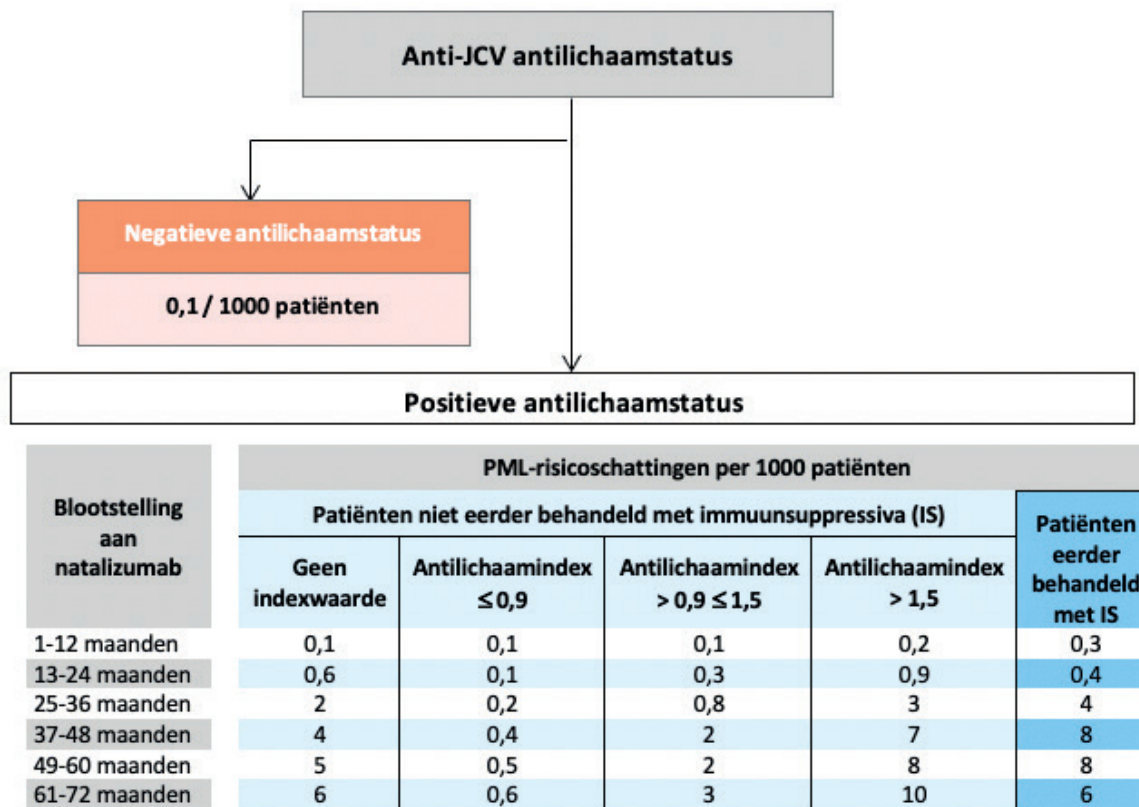 Anti-JCV antilichaamstatus
Negatieve antilichaamstatus
0,1 / 1000 patiënten
Positieve antilichaamstatus
Blootstelling
aan
natalizumab
PML-risicoschattingen per 1000 patiënten
Patiënten niet eerder behandeld met immuunsuppressiva (IS)
Patiënten
eerder
behandeld
met IS
Geen
indexwaarde
Antilichaamindex
≤ 0,9
Antilichaamindex
> 0,9 ≤ 1,5
Antilichaamindex
> 1,5
1-12 maanden 0,1 0,1 0,1 0,2 0,3
13-24 maanden 0,6 0,1 0,3 0,9 0,4
25-36 maanden 2 0,2 0,8 3 4
37-48 maanden 4 0,4 2 7 8
49-60 maanden 5 0,5 2 8 8
61-72 maanden 6 0,6 3 10 6